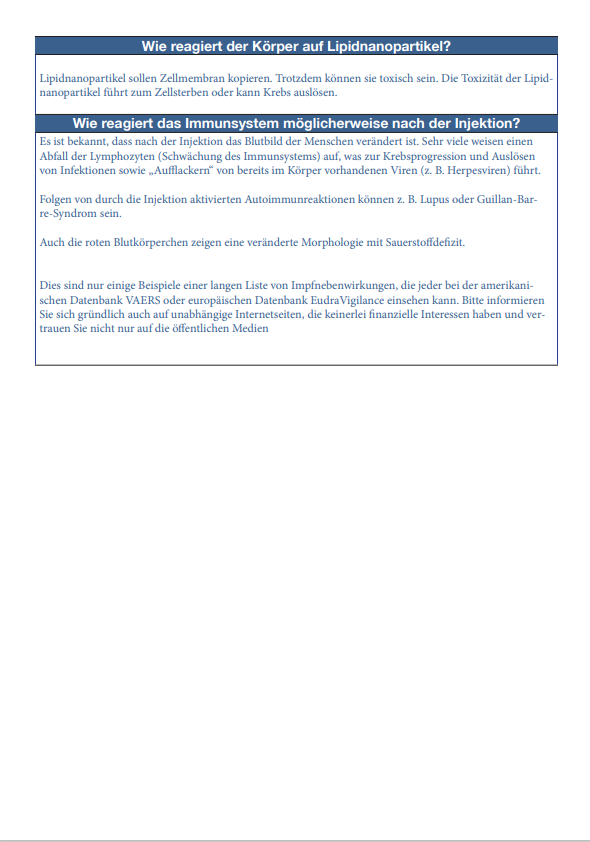 Wie reagiert der Körper auf Lipidnanopartikel?
Lipidnanopartikel sollen Zellmembran kopieren. Trotzdem können sie toxisch sein. Die Toxizität der Lipid-
nanopartikel führt zum Zellsterben oder kann Krebs auslösen.
Wie reagiert das Immunsystem möglicherweise nach der Injektion?
Es ist bekannt, dass nach der Injektion das Blutbild der Menschen verändert ist. Sehr viele weisen einen
Abfall der Lymphozyten (Schwächung des Immunsystems) auf, was zur Krebsprogression und Auslösen
von Infektionen sowie „Aufflackern“ von bereits im Körper vorhandenen Viren (z. B. Herpesviren) führt.
Folgen von durch die Injektion aktivierten Autoimmunreaktionen können z. B. Lupus oder Guillan-Bar-
re-Syndrom sein.
Auch die roten Blutkörperchen zeigen eine veränderte Morphologie mit Sauerstoffdefizit.
Dies sind nur einige Beispiele einer langen Liste von Impfnebenwirkungen, die jeder bei der amerikani-
schen Datenbank VAERS oder europäischen Datenbank EudraVigilance einsehen kann. Bitte informieren
Sie sich gründlich auch auf unabhängige Internetseiten, die keinerlei finanzielle Interessen haben und ver-
trauen Sie nicht nur auf die öffentlichen Medien